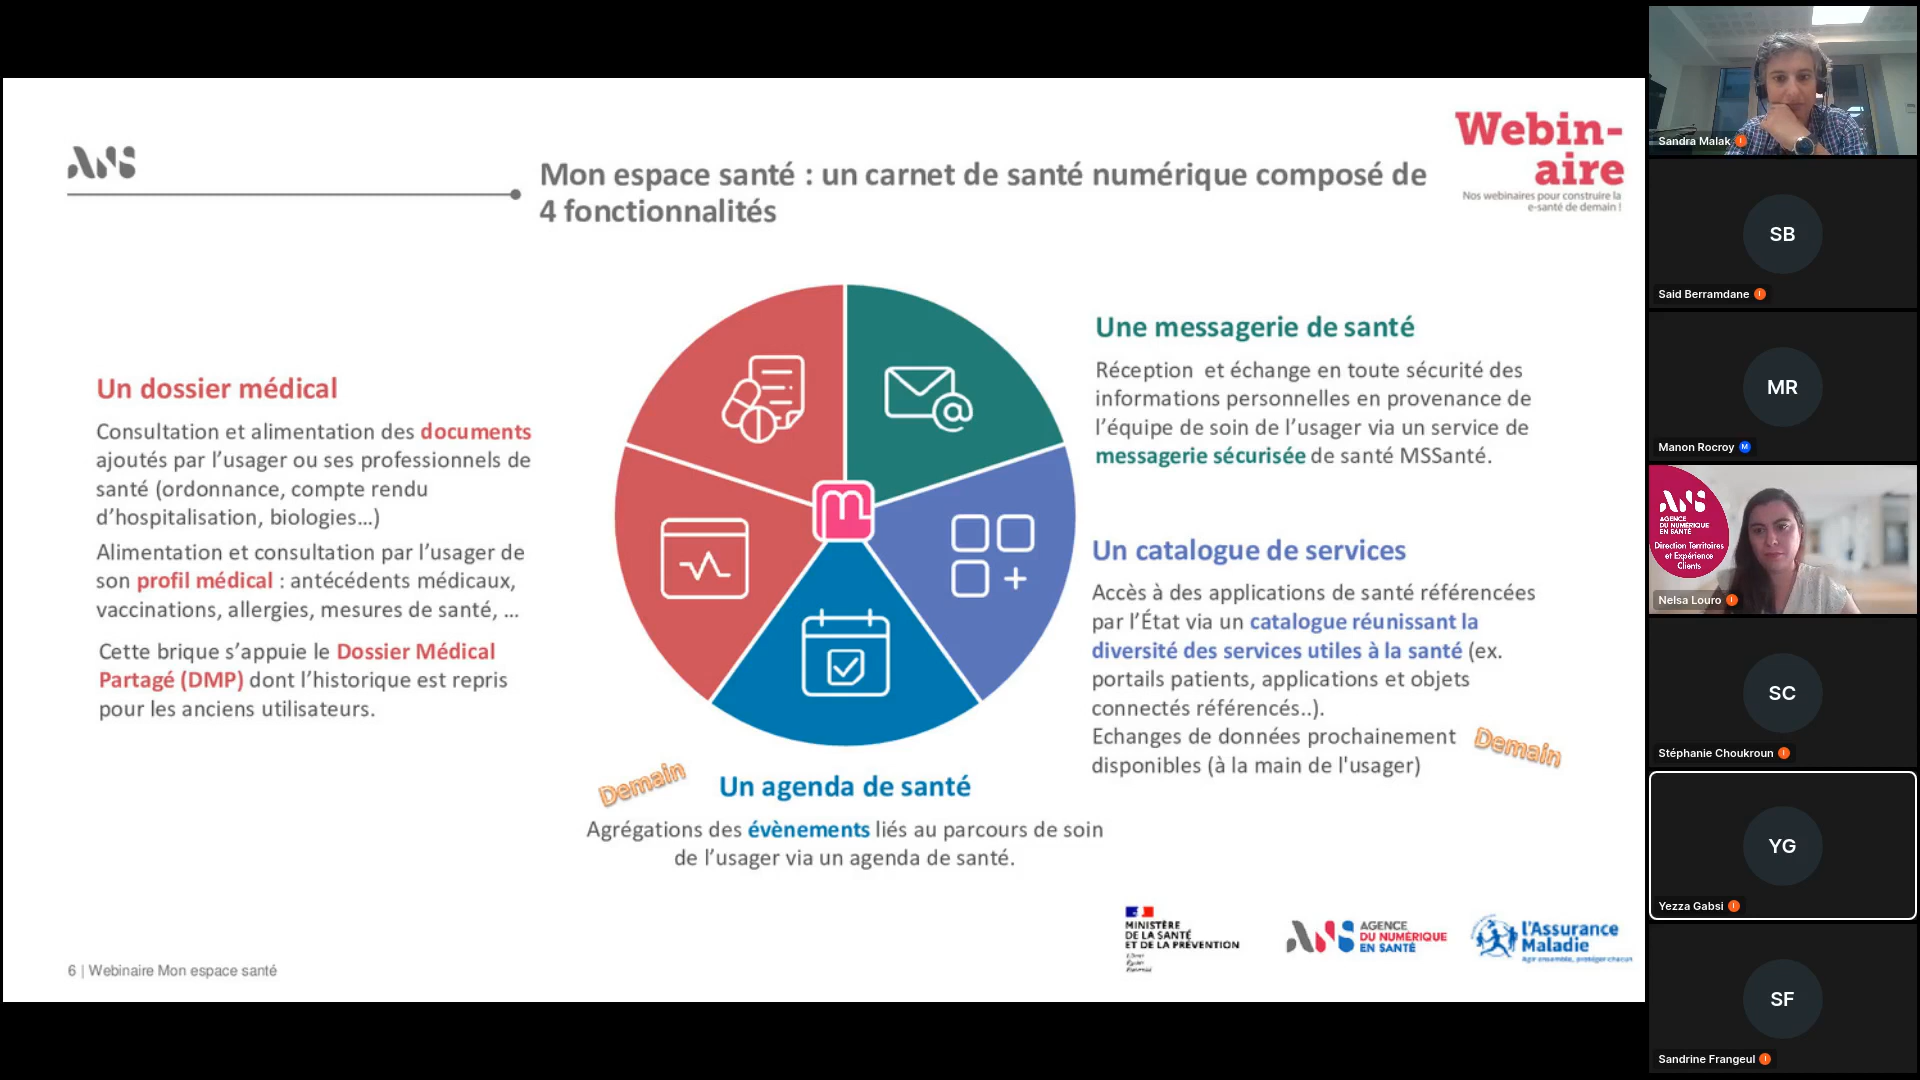 ANS
Mon espace santé : un carnet de santé numérique composé de
4 fonctionnalités
Webin-
aire
Nos webinaires pour construire la
e-santé de demain !
Un dossier médical
Consultation et alimentation des documents
ajoutés par l’usager ou ses professionnels de
santé (ordonnance, compte rendu
d’hospitalisation, biologies…)
Alimentation et consultation par l’usager de
son profil médical : antécédents médicaux,
vaccinations, allergies, mesures de santé, …
Cette brique s’appuie le Dossier Médical
Partagé (DMP) dont l’historique est repris
pour les anciens utilisateurs.
Une messagerie de santé
Réception  et échange en toute sécurité des
informations personnelles en provenance de
l’équipe de soin de l’usager via un service de
messagerie sécurisée de santé MSSanté.
Un catalogue de services
Accès à des applications de santé référencées
par l’État via un catalogue réunissant la
diversité des services utiles à la santé (ex.
portails patients, applications et objets
connectés référencés..).
Echanges de données prochainement
disponibles (à la main de l'usager)
Demain
Demain
Un agenda de santé
Agrégations des évènements liés au parcours de soin
de l’usager via un agenda de santé.
MINISTÈRE
DE LA SANTÉ
ET DE LA PRÉVENTION
ANS
AGENCE
DU NUMÉRIQUE
EN SANTÉ
l’Assurance
Maladie
Agir ensemble, protéger chacun
6 | Webinaire Mon espace santé
Sandra Malak
SB
Said Berramdane
MR
Manon Rocroy M
ANS
AGENCE
DU NUMÉRIQUE
EN SANTÉ
Direction Territoires
et Expérience
Clients
Nelsa Louro
SC
Stéphanie Choukroun
YG
Yezza Gabsi
SF
Sandrine Frangeul